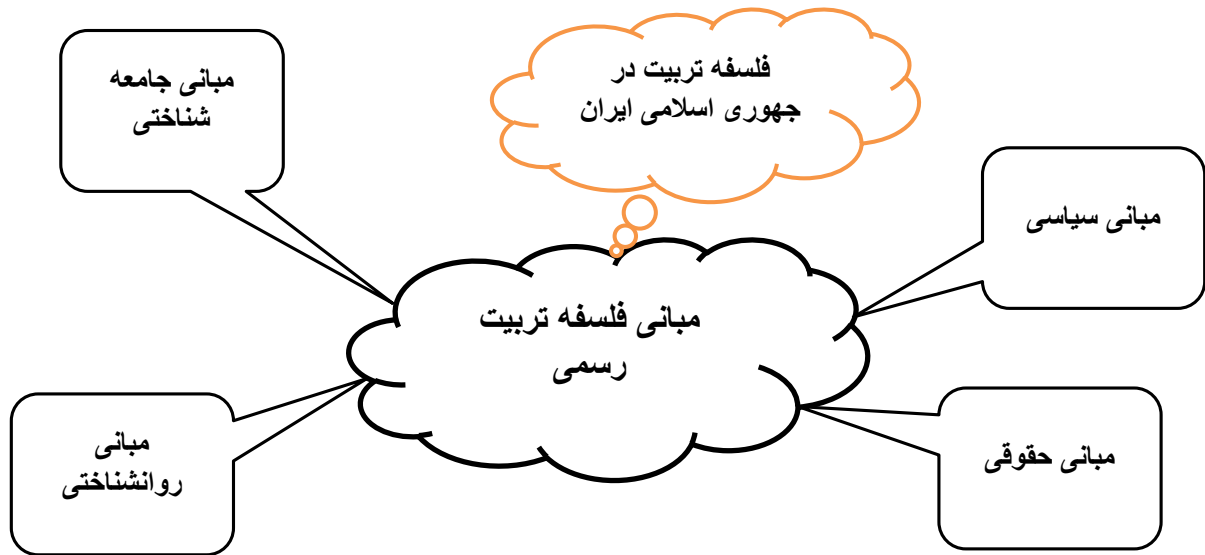 فلسفه تربیت در
جهوری اسلامی ایران
مبانی جامعه
شناختی
مبانی سیاسی
مبانی فلسفه تربیت
رسمی
مبانی حقوقی
مبانی
روانشناختی